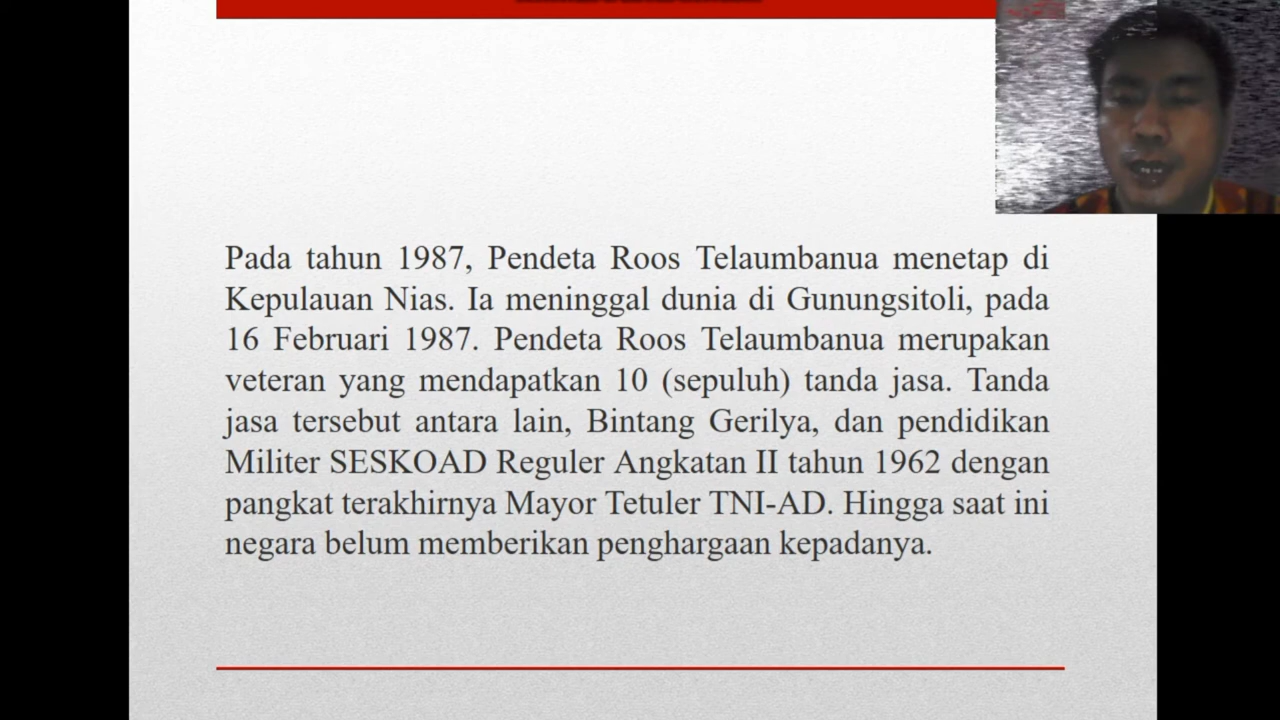 Pada tahun 1987, Pendeta Roos Telaumbanua menetap di
Kepulauan Nias. Ia meninggal dunia di Gunungsitoli, pada
16 Februari 1987. Pendeta Roos Telaumbanua merupakan
veteran yang mendapatkan 10 (sepuluh) tanda jasa. Tanda
jasa tersebut antara lain, Bintang Gerilya, dan pendidikan
Militer SESKOAD Reguler Angkatan II tahun 1962 dengan
pangkat terakhirnya Mayor Tetuler TNI-AD. Hingga saat ini
negara belum memberikan penghargaan kepadanya.